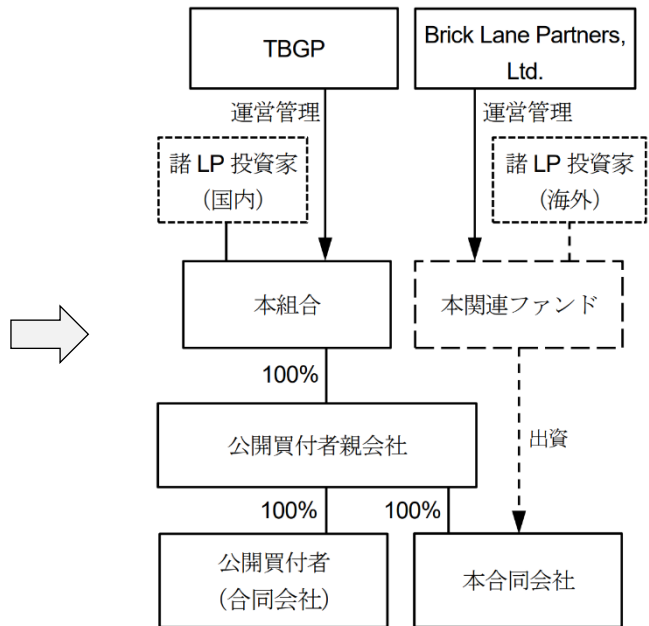 TBGP
Brick Lane Partners,
Ltd.
運営管理
運営管理
諸 LP 投資家
(国内)
諸 LP 投資家
(海外)
本組合
本関連ファンド
100%
公開買付者親会社
出資
100%
100%
公開買付者
(合同会社)
本合同会社